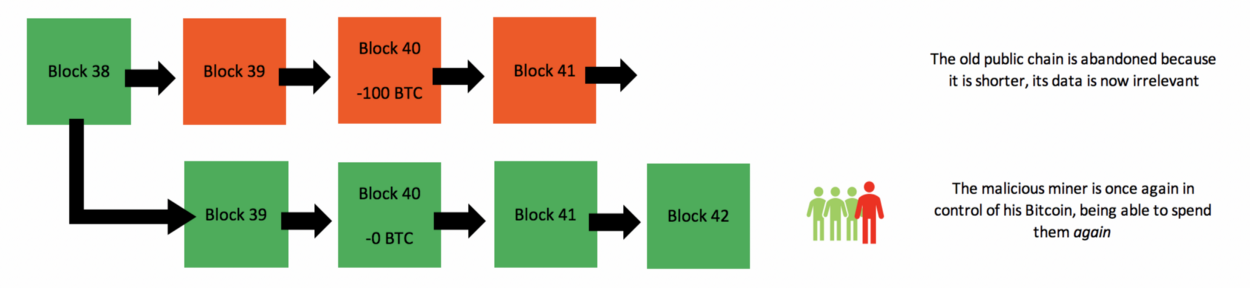 Block 38
Block 39
Block 40
-100 BTC
Block 41
The old public chain is abandoned because
it is shorter, its data is now irrelevant
Block 39
Block 40
-0 BTC
Block 41
Block 42
The malicious miner is once again in
control of his Bitcoin, being able to spend
them again